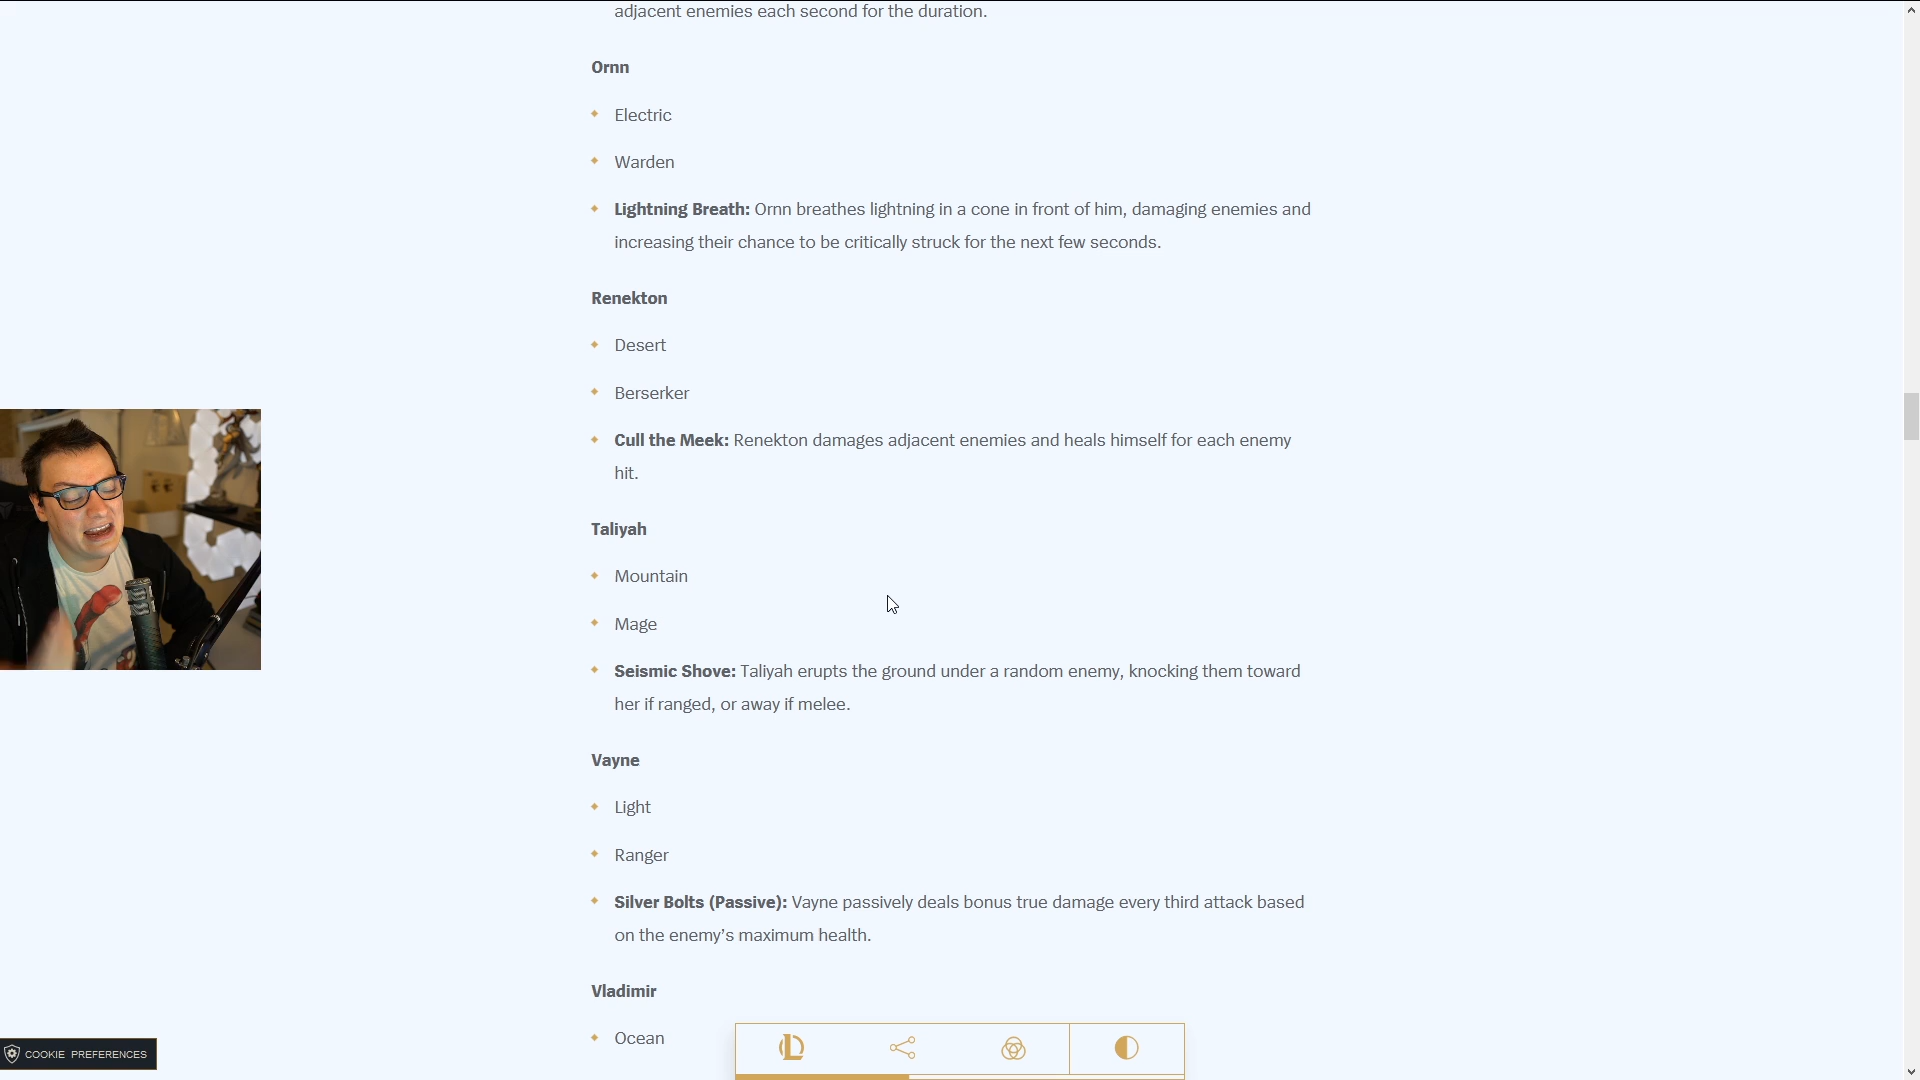 adjacent enemies each second for the duration.
Ornn
Electric
Warden
Lightning Breath: Ornn breathes lightning in a cone in front of him, damaging enemies and
increasing their chance to be critically struck for the next few seconds.
Renekton
Desert
Berserker
Cull the Meek: Renekton damages adjacent enemies and heals himself for each enemy
hit.
Taliyah
Mountain
Mage
Seismic Shove: Taliyah erupts the ground under a random enemy, knocking them toward
her if ranged, or away if melee.
Vayne
Light
Ranger
Silver Bolts (Passive): Vayne passively deals bonus true damage every third attack based
on the enemy’s maximum health.
Vladimir
Ocean
COOKIE PREFERENCES